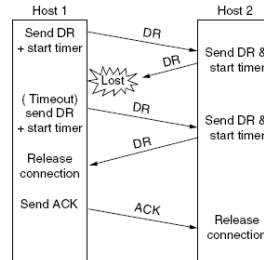 Host 1
Host 2
Send DR
+ start timer
DR
Send DR &
start timer
DR
Lost
( Timeout)
send DR
+ start timer
DR
Send DR &
start timer
DR
Release
connection
Send ACK
ACK
Release
connection